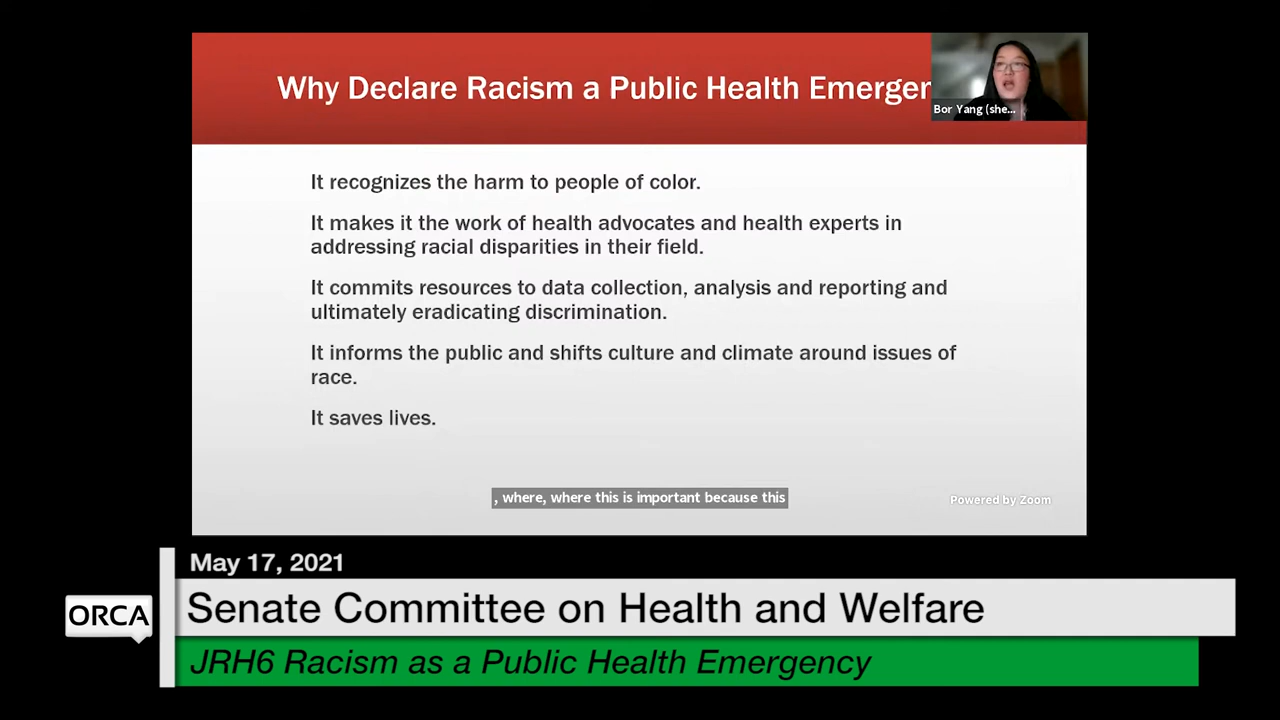 Why Declare Racism a Public Health Emergen
Bor Yang (she...
It recognizes the harm to people of color.
It makes it the work of health advocates and health experts in
addressing racial disparities in their field.
It commits resources to data collection, analysis and reporting and
ultimately eradicating discrimination.
It informs the public and shifts culture and climate around issues of
race.
It saves lives.
, where, where this is important because this
Powered by Zoom
May 17, 2021
ORCA
Senate Committee on Health and Welfare
JRH6 Racism as a Public Health Emergency